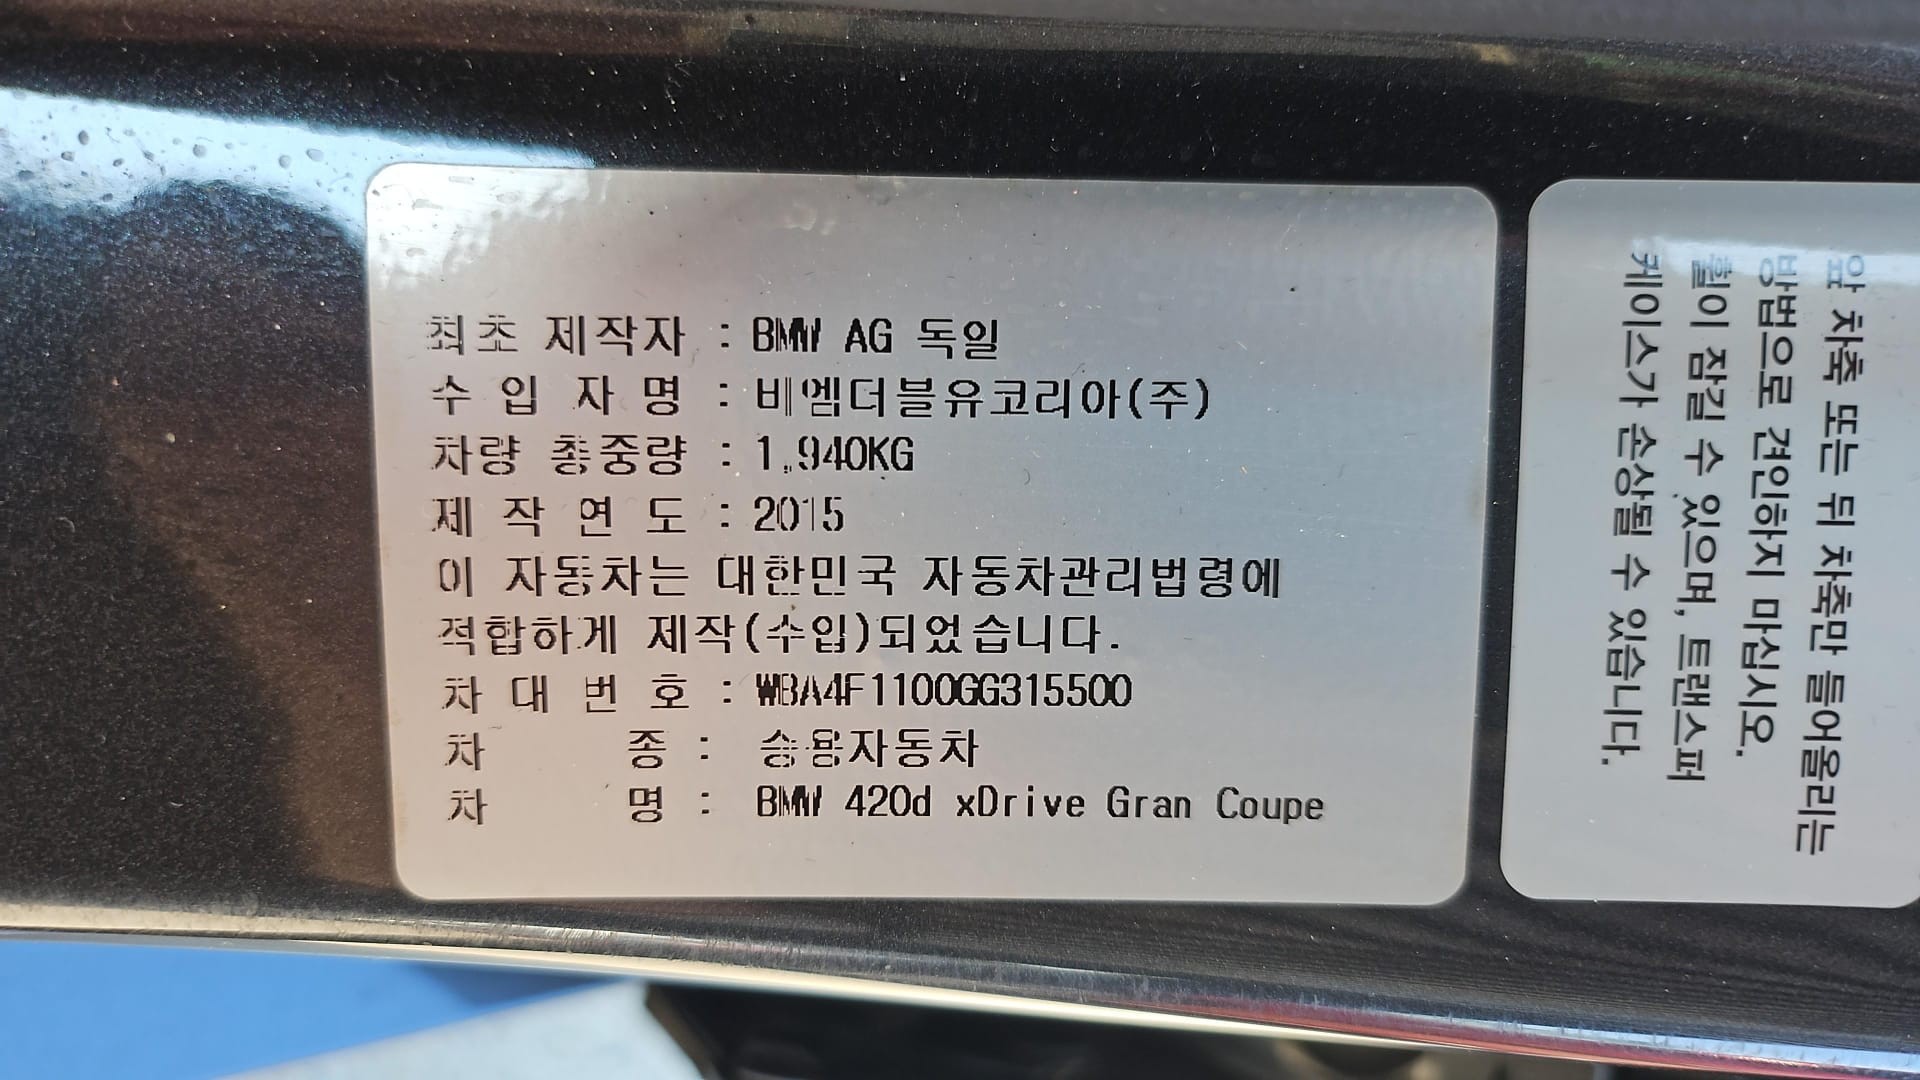 최초 제작자 : BMW AG 독일
수 입 자 명 : 비엠더블유코리아(주)
차량 총중량 : 1,940KG
제 작 연 도 : 2015
이 자동차는 대한민국 자동차관리법령에
적합하게 제작(수입)되었습니다.
차 대 번 호 : WBA4F1100GG315500
차 종 : 승용자동차
차 명 : BMW 420d xDrive Gran Coupe
앞 차축 또는 뒤 차축만 들어올리는
방법으로 견인하지 마십시오.
휠이 잠길 수 있으며, 트랜스퍼
케이스가 손상될 수 있습니다.